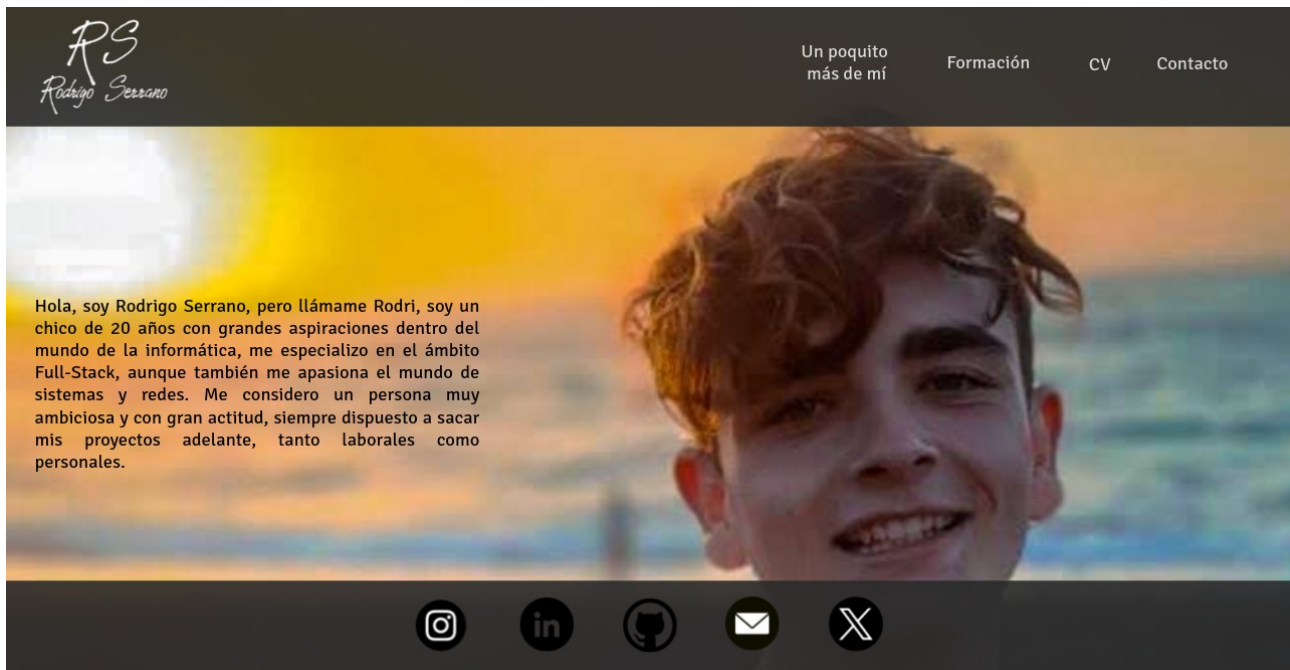 RS
Rodrigo Serrano
Un poquito
más de mí
Formación
CV
Contacto
Hola, soy Rodrigo Serrano, pero llámame Rodri, soy un
chico de 20 años con grandes aspiraciones dentro del
mundo de la informática, me especializo en el ámbito
Full-Stack, aunque también me apasiona el mundo de
sistemas y redes. Me considero un persona muy
ambiciosa y con gran actitud, siempre dispuesto a sacar
mis proyectos adelante, tanto laborales como
personales.
in